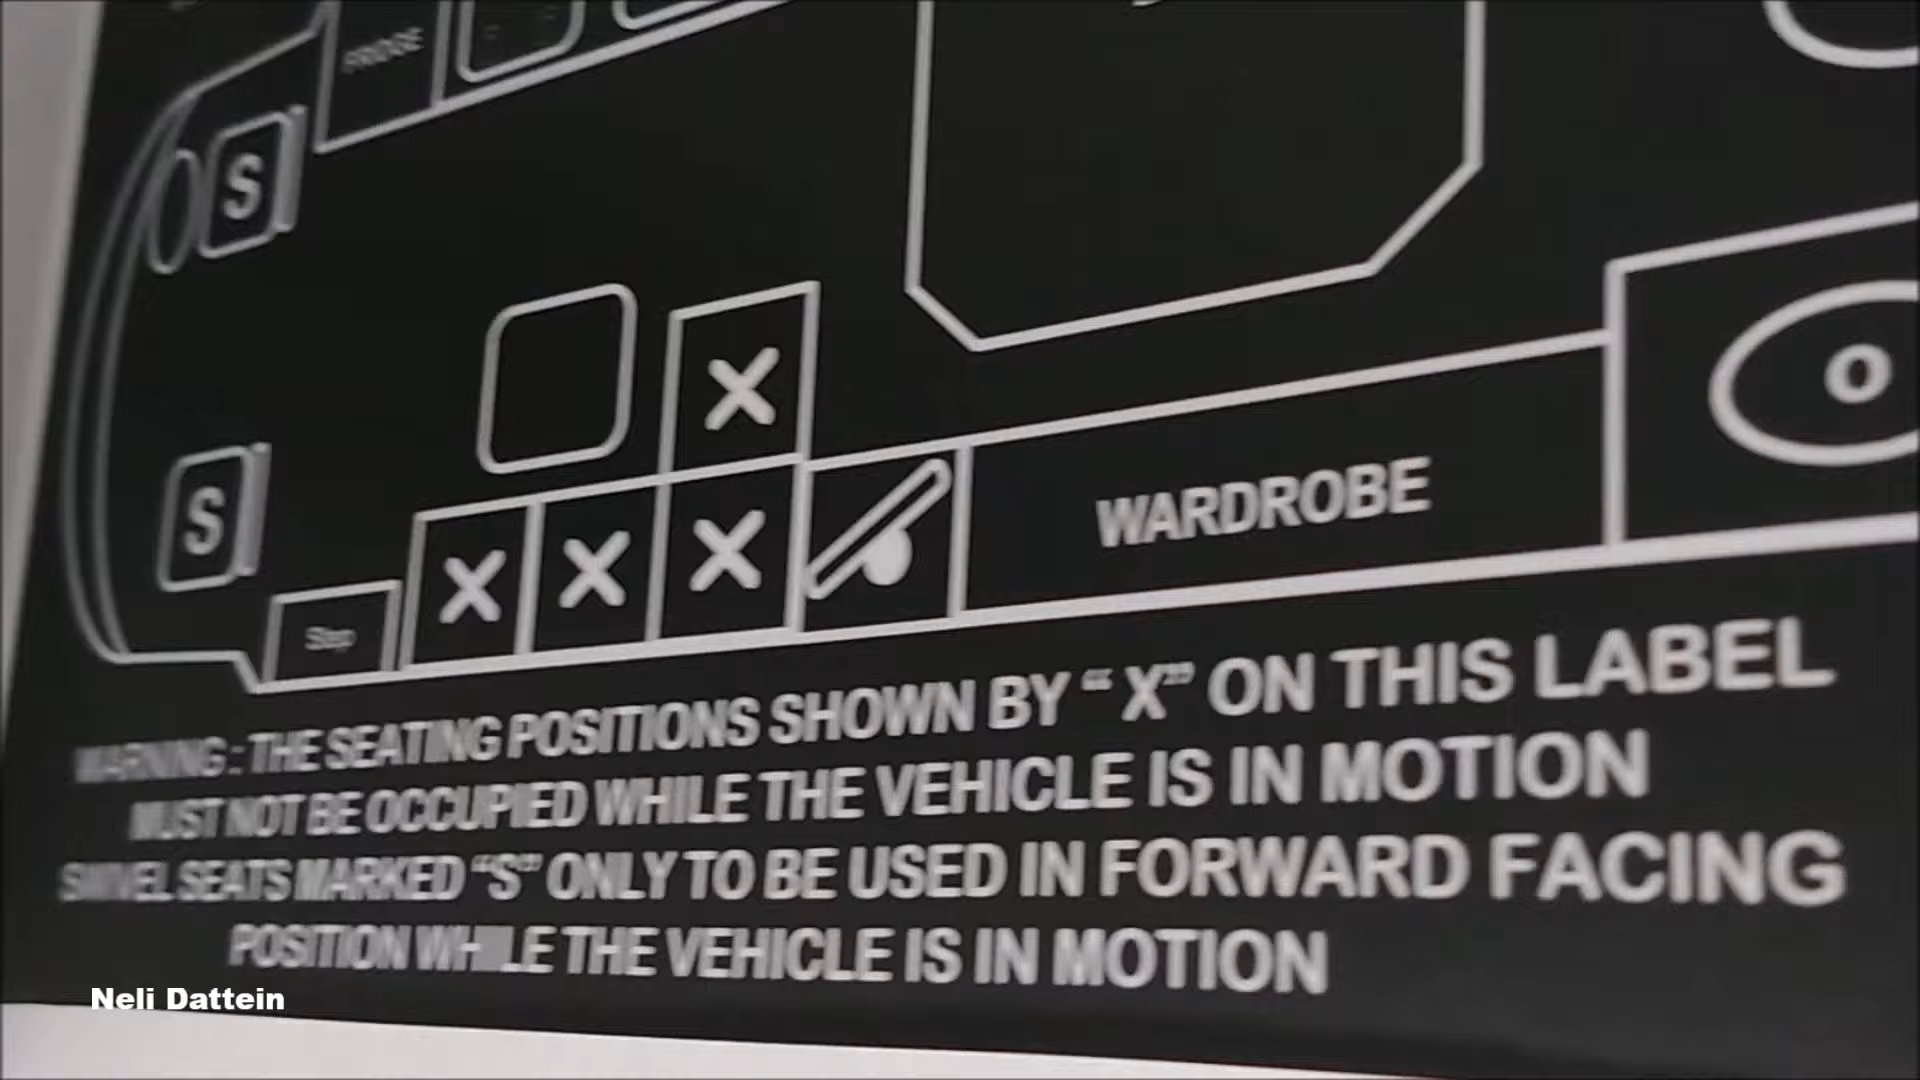 FRIDGE
S
X
S
X X X
WARDROBE
O
Step
WARNING : THE SEATING POSITIONS SHOWN BY “ X” ON THIS LABEL
MUST NOT BE OCCUPIED WHILE THE VEHICLE IS IN MOTION
SWIVEL SEATS MARKED “S” ONLY TO BE USED IN FORWARD FACING
POSITION WHILE THE VEHICLE IS IN MOTION
Neli Dattein